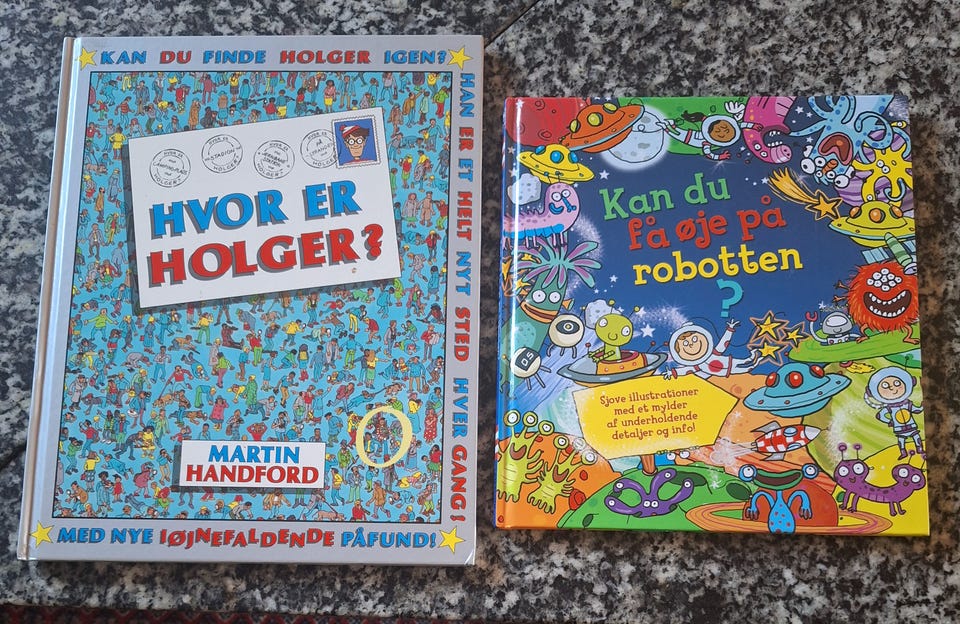 KAN DU FINDE HOLGER IGEN?
HAN ER ET HELT NYT STED HVER GANG!
MED NYE IØJNEFALDENDE PÅFUND!
HVOR ER
HOLGER?
MARTIN
HANDFORD
Kan du
få øje på
robotten
?
Sjove illustrationer
med et mylder
af underholdende
detaljer og info!